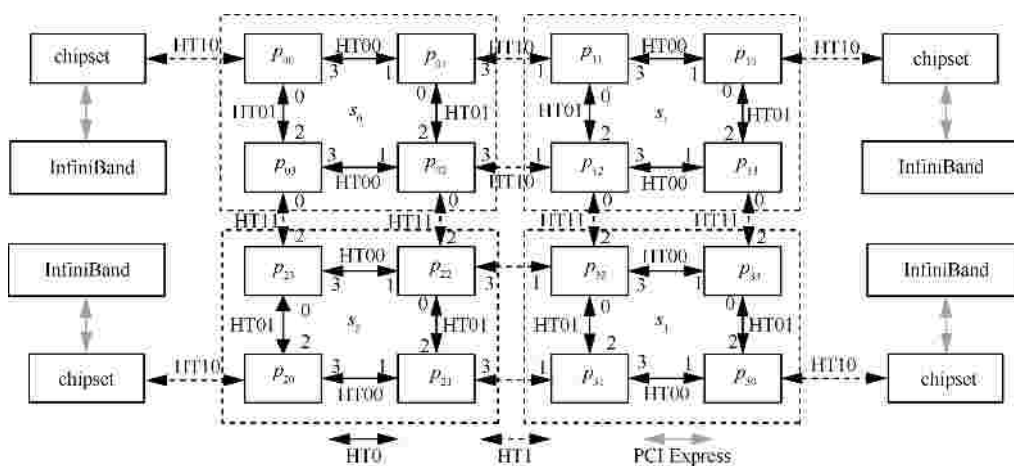 chipset HT10 p00 HT00 p01 HT10 p11 HT00 p10 HT10 chipset
3 1 3 1 3 1
0 0 0 0
HT01 s0 HT01 HT01 s1 HT01
2 2 2 2
InfiniBand p03 3 1 p02 3 1 p12 3 1 p13 InfiniBand
HT00 HT10 HT00
0 0 0 0
HT11 HT11 HT11 HT11
2 2 2 2
InfiniBand p23 HT00 p22 p32 HT00 p33 InfiniBand
3 1 3 1 3 1
0 0 0 0
HT01 s2 HT01 HT01 HT01
2 2 2 2
chipset HT10 p20 3 1 p21 3 1 p31 3 1 p30 HT10 chipset
HT00 HT00
HT0 HT1 PCI Express